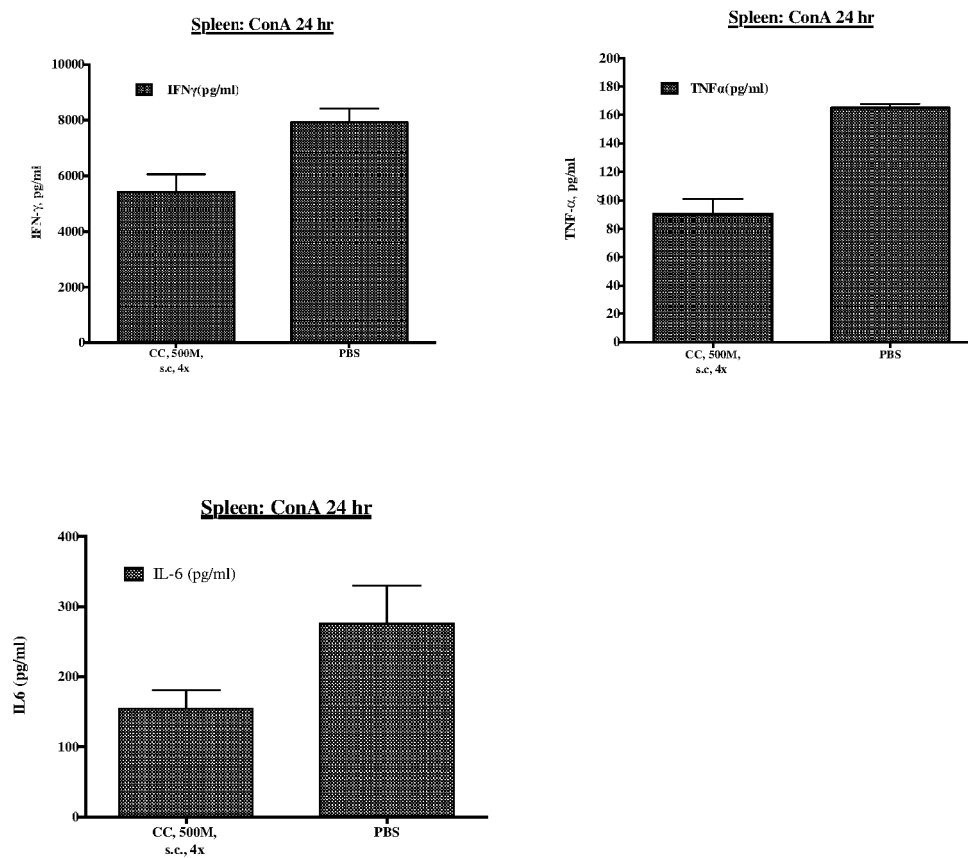 Spleen: ConA 24 hr
IFNγ(pg/ml)
IFN-γ, pg/ml
10000
8000
6000
4000
2000
0
CC, 500M,
s.c, 4x
PBS
Spleen: ConA 24 hr
TNFα(pg/ml)
TNF-α, pg/ml
α
200
180
160
140
120
100
80
60
40
20
0
CC, 500M,
s.c, 4x
PBS
Spleen: ConA 24 hr
IL-6 (pg/ml)
IL6 (pg/ml)
400
300
200
100
0
CC, 500M,
s.c., 4x
PBS